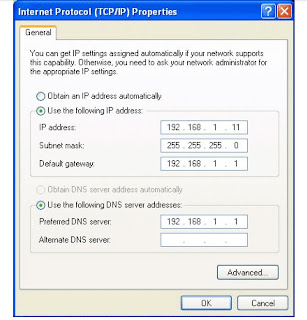 Internet Protocol (TCP/IP) Properties
General
You can get IP settings assigned automatically if your network supports
this capability. Otherwise, you need to ask your network administrator for
the appropriate IP settings.
Obtain an IP address automatically
Use the following IP address:
IP address: 192 . 168 . 1 . 11
Subnet mask: 255 . 255 . 255 . 0
Default gateway: 192 . 168 . 1 . 1
Obtain DNS server address automatically
Use the following DNS server addresses:
Preferred DNS server: 192 . 168 . 1 . 1
Alternate DNS server: . . .
Advanced...
OK Cancel